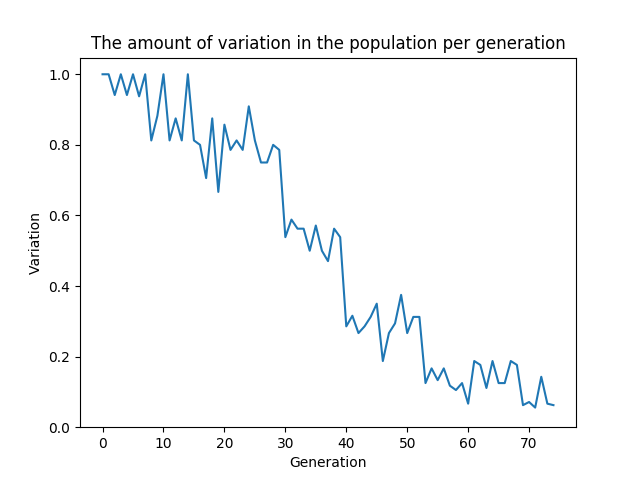 The amount of variation in the population per generation
1.0
0.8
0.6
0.4
0.2
0.0
Variation
0 10 20 30 40 50 60 70
Generation